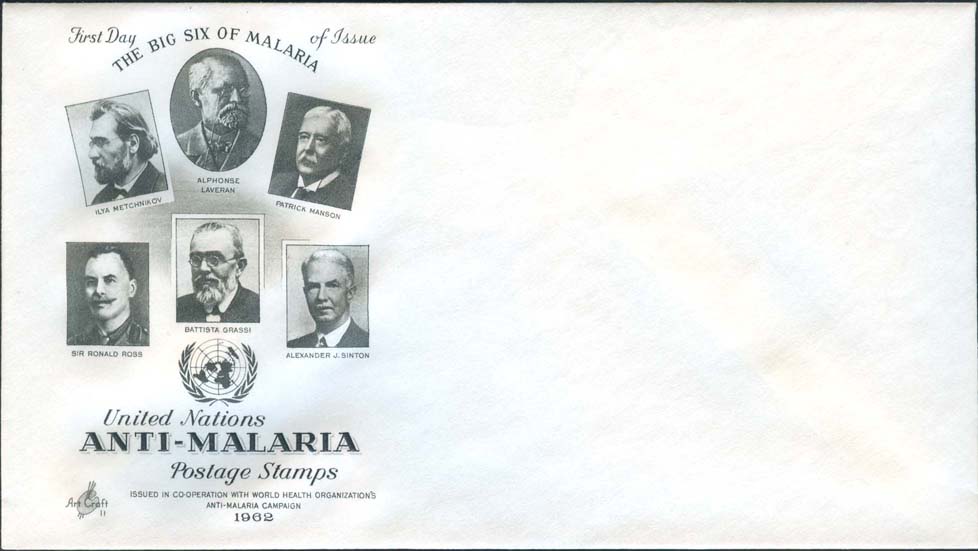 First Day of Issue
THE BIG SIX OF MALARIA
ALPHONSE
LAVERAN
ILYA METCHNIKOV
PATRICK MANSON
BATTISTA GRASSI
SIR RONALD ROSS
ALEXANDER J. SINTON
United Nations
ANTI-MALARIA
Postage Stamps
ISSUED IN CO-OPERATION WITH WORLD HEALTH ORGANIZATION'S
ANTI-MALARIA CAMPAIGN
1962
Art Craft